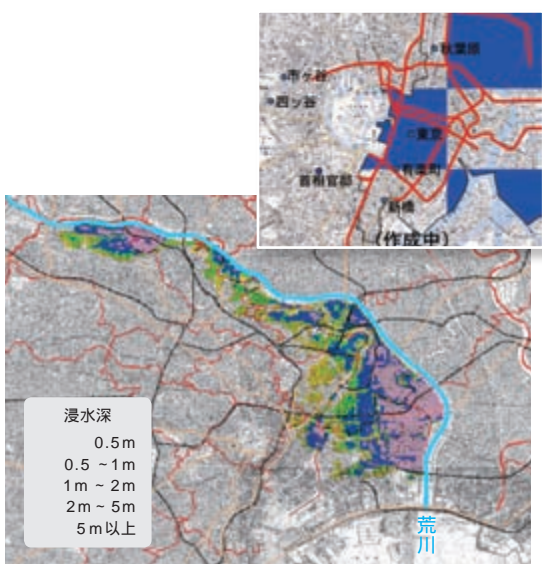 秋葉原
市ヶ谷
四ツ谷
東京
首相官邸
有楽町
新橋
(作成中)
浸水深
0.5m
0.5 ~1m
1m ~ 2m
2m~ 5m
5m以上
荒川